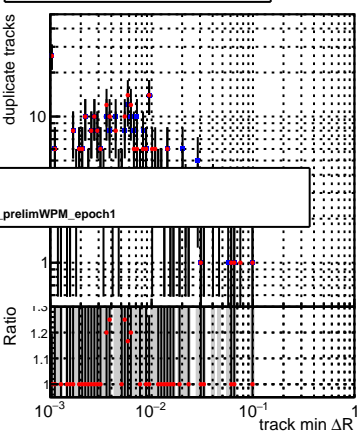 duplicate tracks
10
_prelimWPM_epoch1
1
Ratio
1.3
1.2
1.1
1
10⁻³
10⁻²
10⁻¹
1
track min ΔR